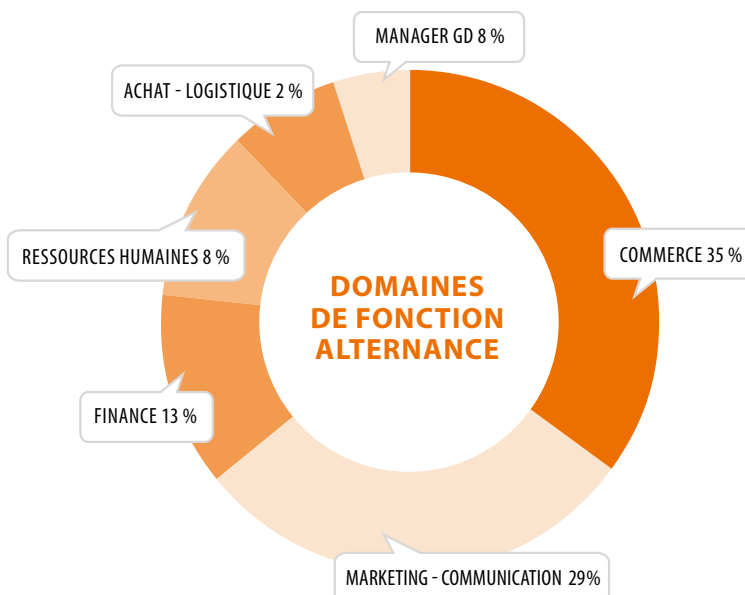 MANAGER GD 8 %
ACHAT - LOGISTIQUE 2 %
RESSOURCES HUMAINES 8 %
COMMERCE 35 %
DOMAINES
DE FONCTION
ALTERNANCE
FINANCE 13 %
MARKETING - COMMUNICATION 29%